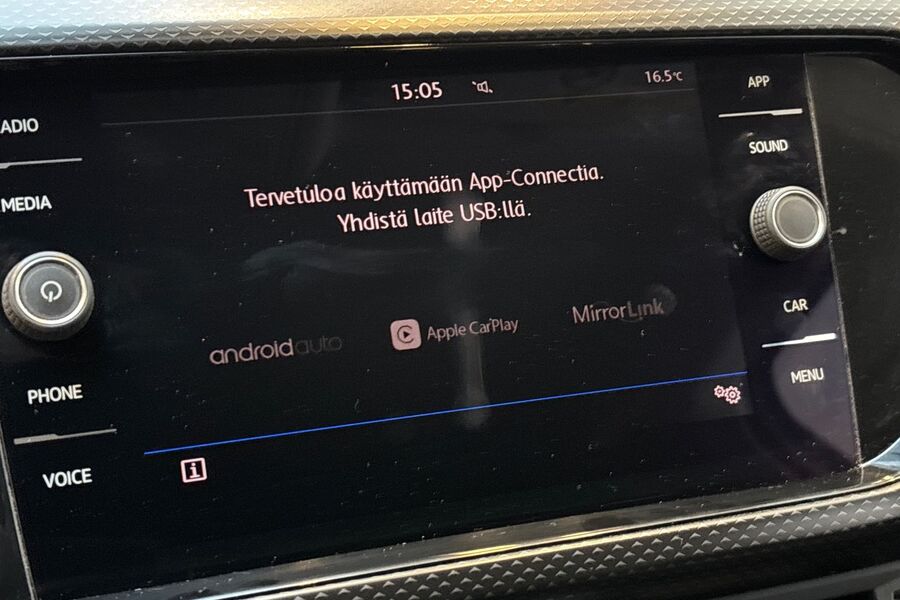 15:05
16.5°C
APP
ADIO
SOUND
MEDIA
Tervetuloa käyttämään App-Connectia.
Yhdistä laite USB:llä.
CAR
MirrorLink
Apple CarPlay
androidauto
PHONE
MENU
VOICE
i